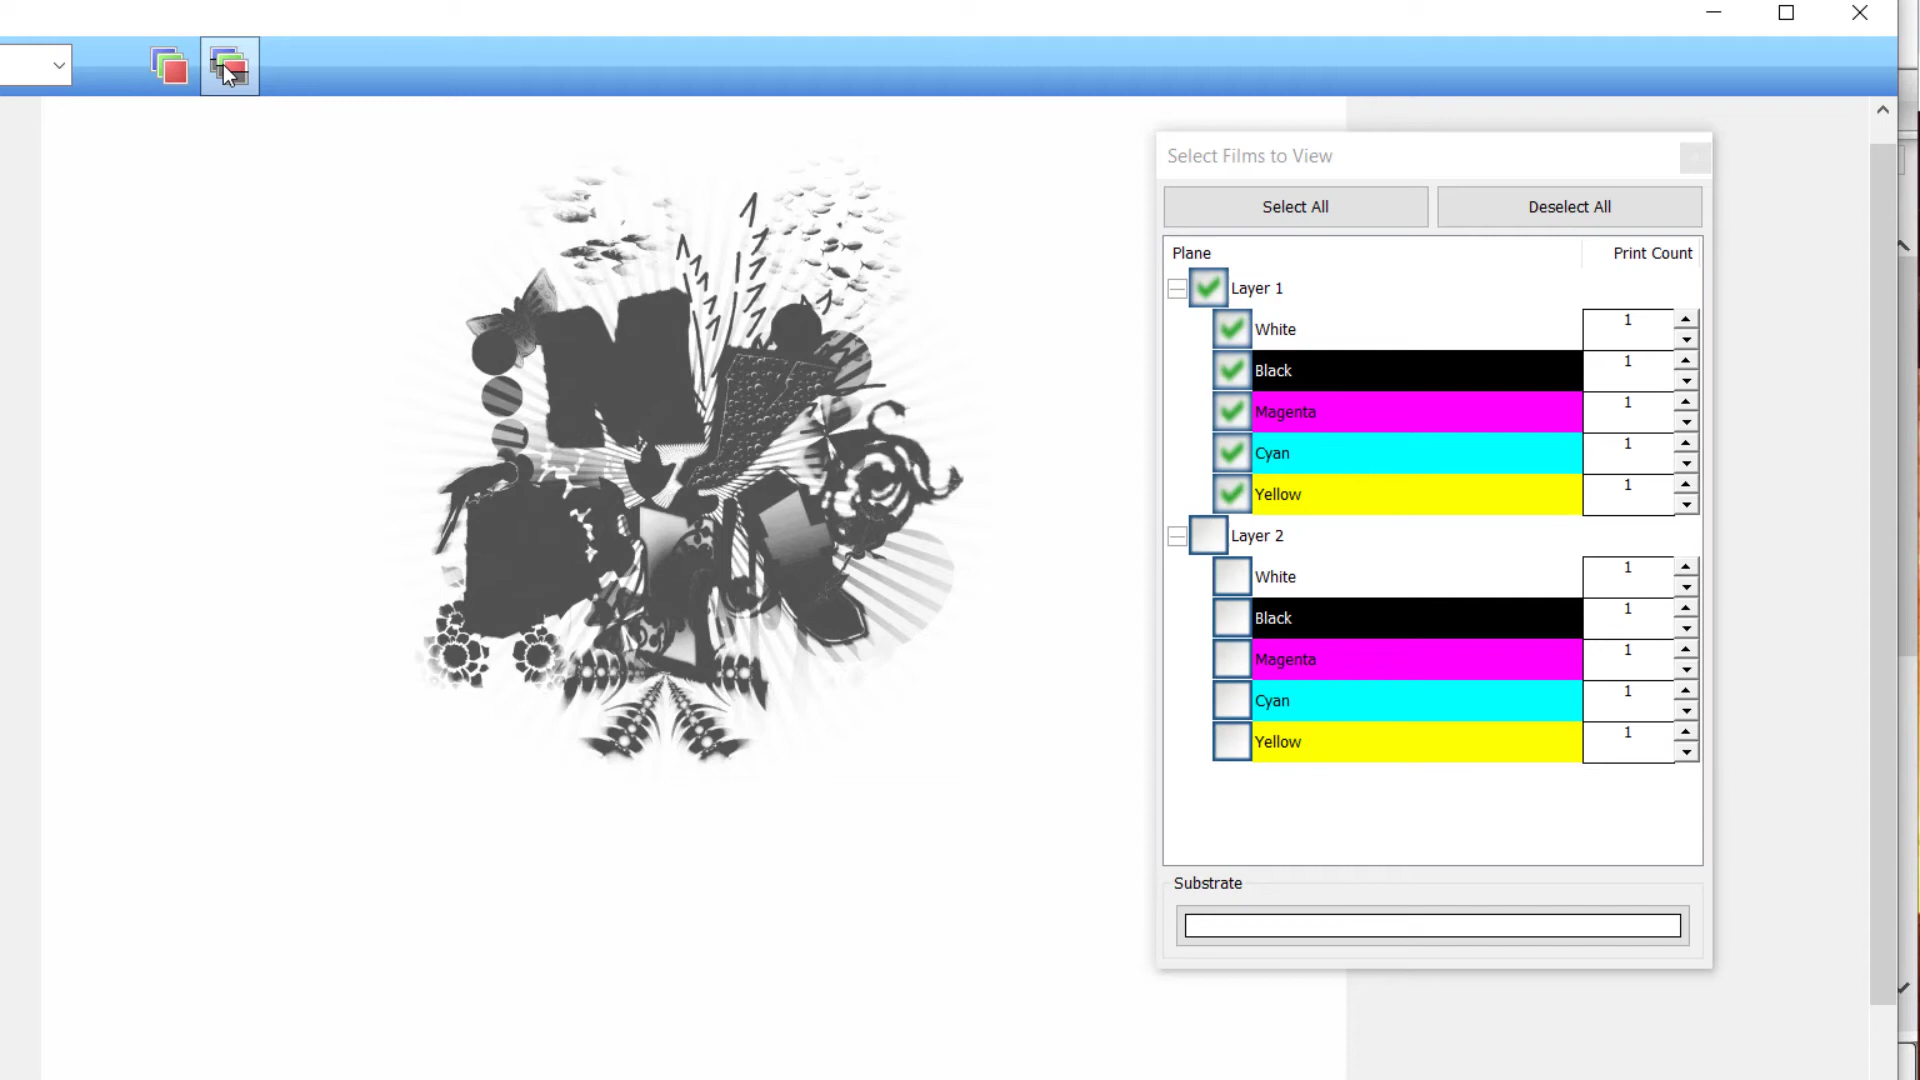 Select Films to View
Select All Deselect All
Plane Print Count
Layer 1
White 1
Black 1
Magenta 1
Cyan 1
Yellow 1
Layer 2
White 1
Black 1
Magenta 1
Cyan 1
Yellow 1
Substrate